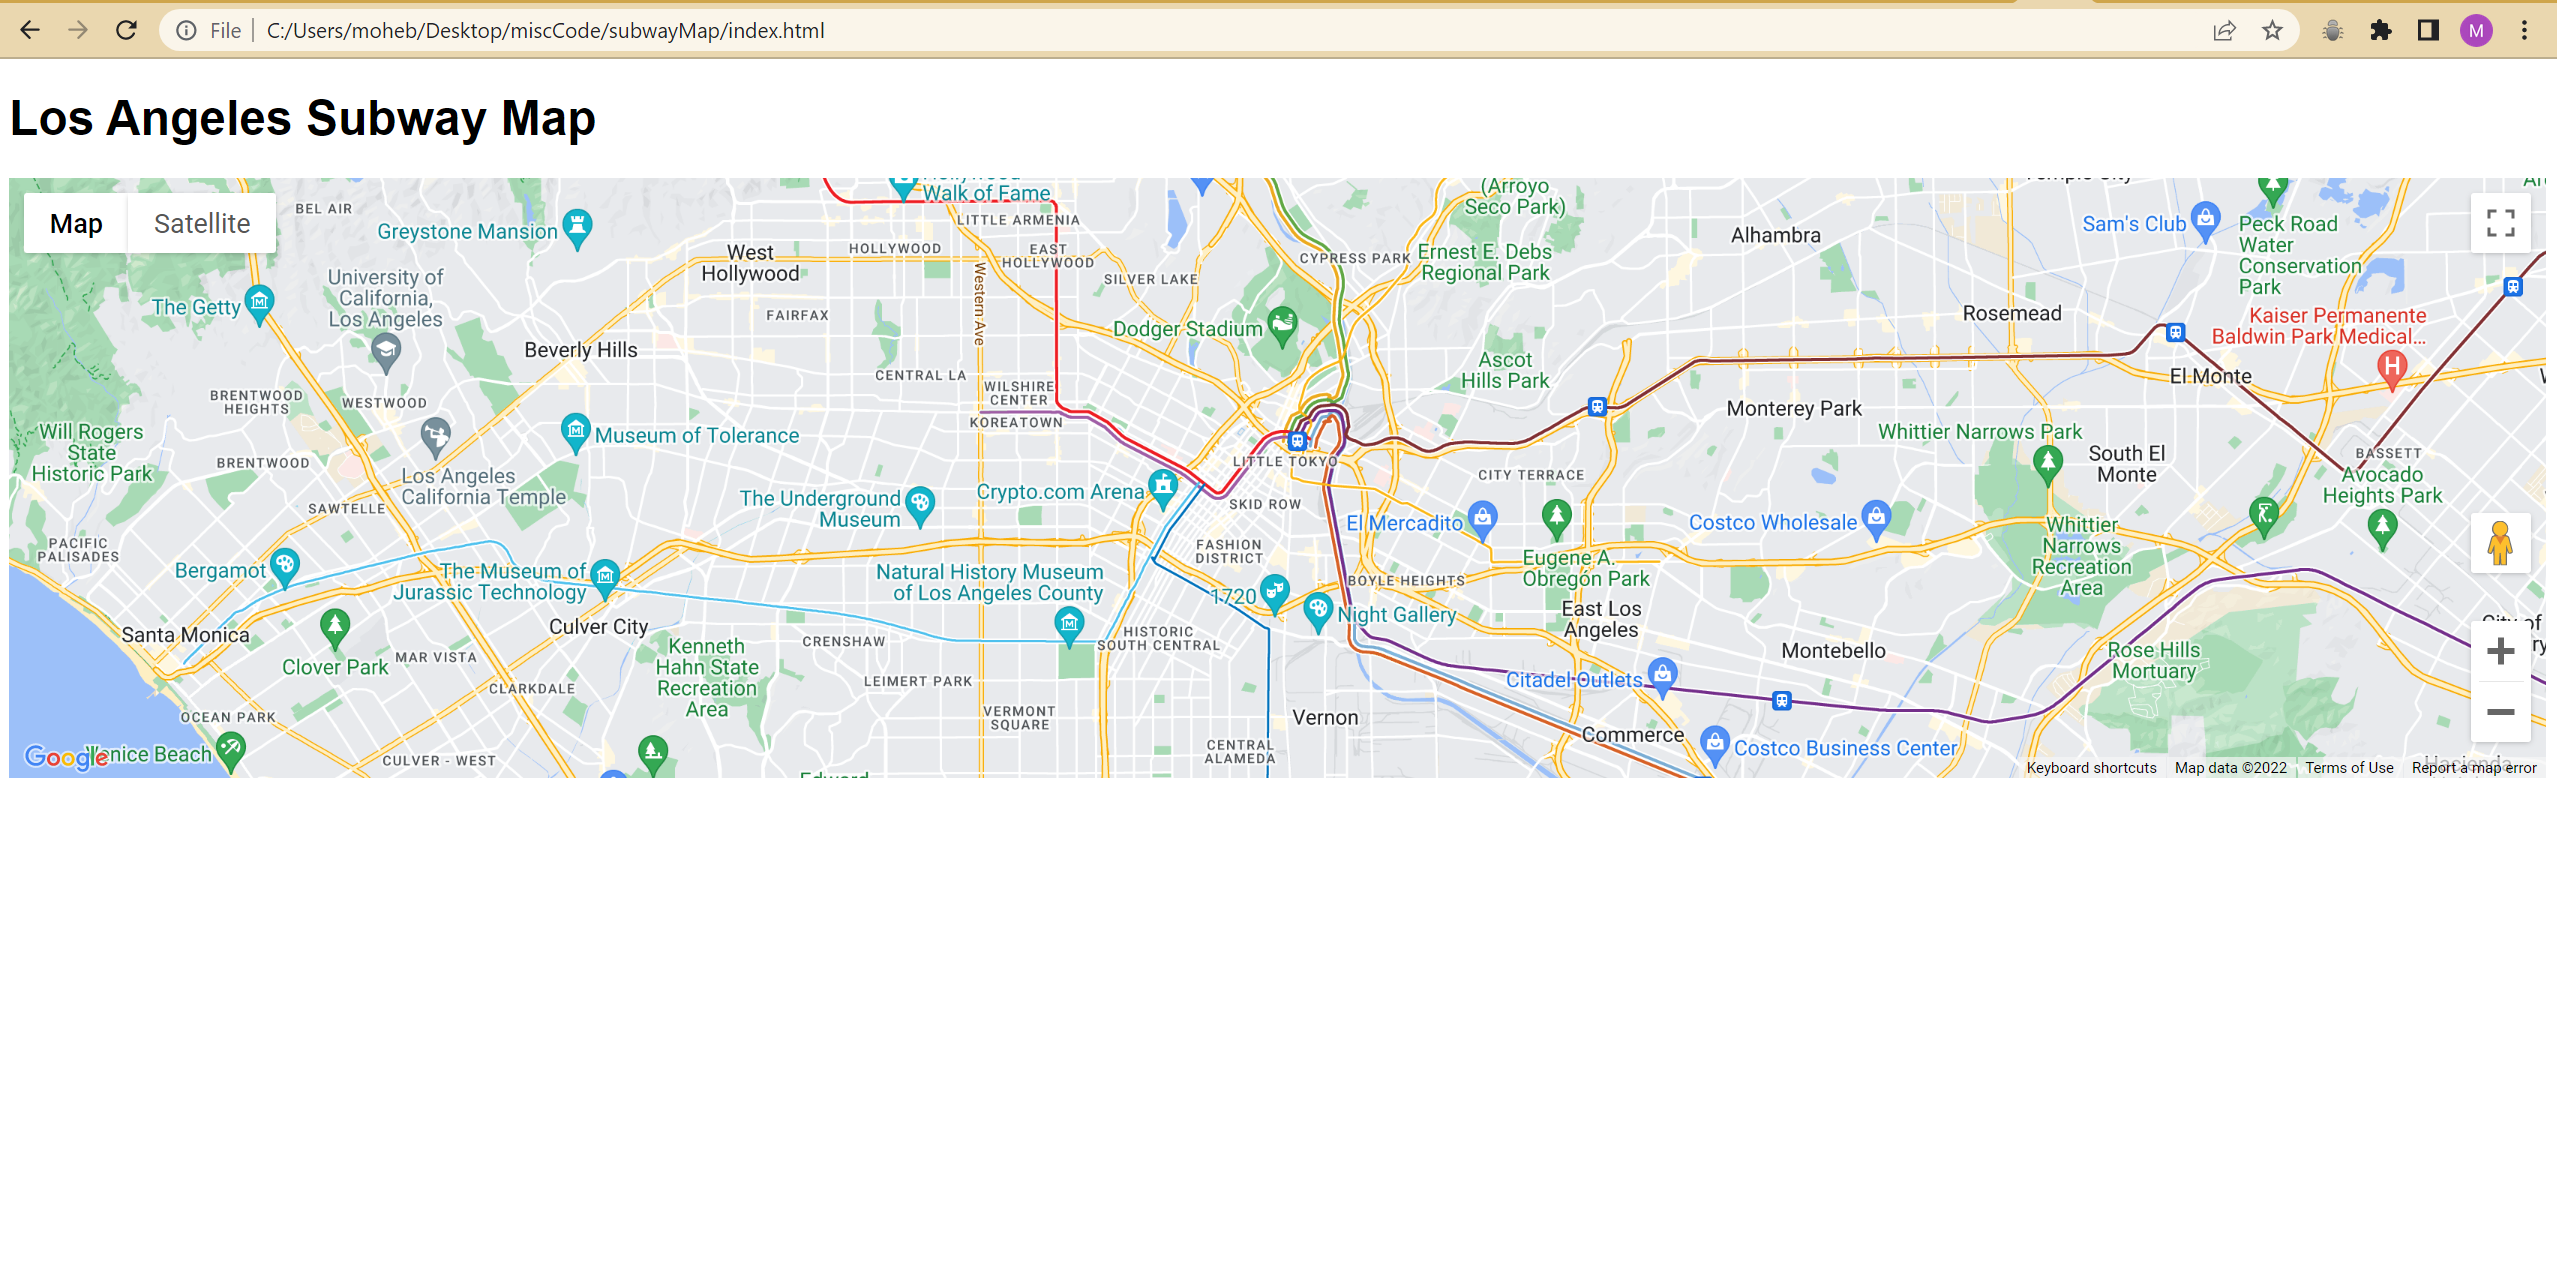 File
C:/Users/moheb/Desktop/miscCode/subwayMap/index.html
M
Los Angeles Subway Map
Map
Satellite
BEL AIR
Greystone Mansion
University of
California,
Los Angeles
The Getty
Beverly Hills
West
Hollywood
HOLLYWOOD
Walk of Fame
LITTLE ARMENIA
EAST
HOLLYWOOD
SILVER LAKE
Western Ave
FAIRFAX
CENTRAL LA
WILSHIRE
CENTER
KOREATOWN
CYPRESS PARK
Dodger Stadium
(Arroyo
Seco Park)
Ernest E. Debs
Regional Park
Ascot
Hills Park
Alhambra
Sam's Club
Peck Road
Water
Conservation
Park
Rosemead
Kaiser Permanente
Baldwin Park Medical...
H
El Monte
BRENTWOOD
HEIGHTS
WESTWOOD
Will Rogers
State
Historic Park
BRENTWOOD
Museum of Tolerance
Los Angeles
California Temple
SAWTELLE
The Underground
Museum
Crypto.com Arena
LITTLE TOKYO
SKID ROW
CITY TERRACE
Monterey Park
Whittier Narrows Park
South El
Monte
BASSETT
Avocado
Heights Park
El Mercadito
Costco Wholesale
Whittier
Narrows
Recreation
Area
PACIFIC
PALISADES
Bergamot
The Museum of
Jurassic Technology
Natural History Museum
of Los Angeles County
FASHION
DISTRICT
1720
Night Gallery
BOYLE HEIGHTS
Eugene A.
Obregón Park
East Los
Angeles
Santa Monica
Clover Park
MAR VISTA
Culver City
CLARKDALE
Kenneth
Hahn State
Recreation
Area
CRENSHAW
LEIMERT PARK
HISTORIC
SOUTH CENTRAL
VERMONT
SQUARE
Vernon
Citadel Outlets
Montebello
Rose Hills
Mortuary
City of
OCEAN PARK
Venice Beach
Google
CULVER - WEST
CENTRAL
ALAMEDA
Commerce
Costco Business Center
Keyboard shortcuts
Map data ©2022
Terms of Use
Report a map error